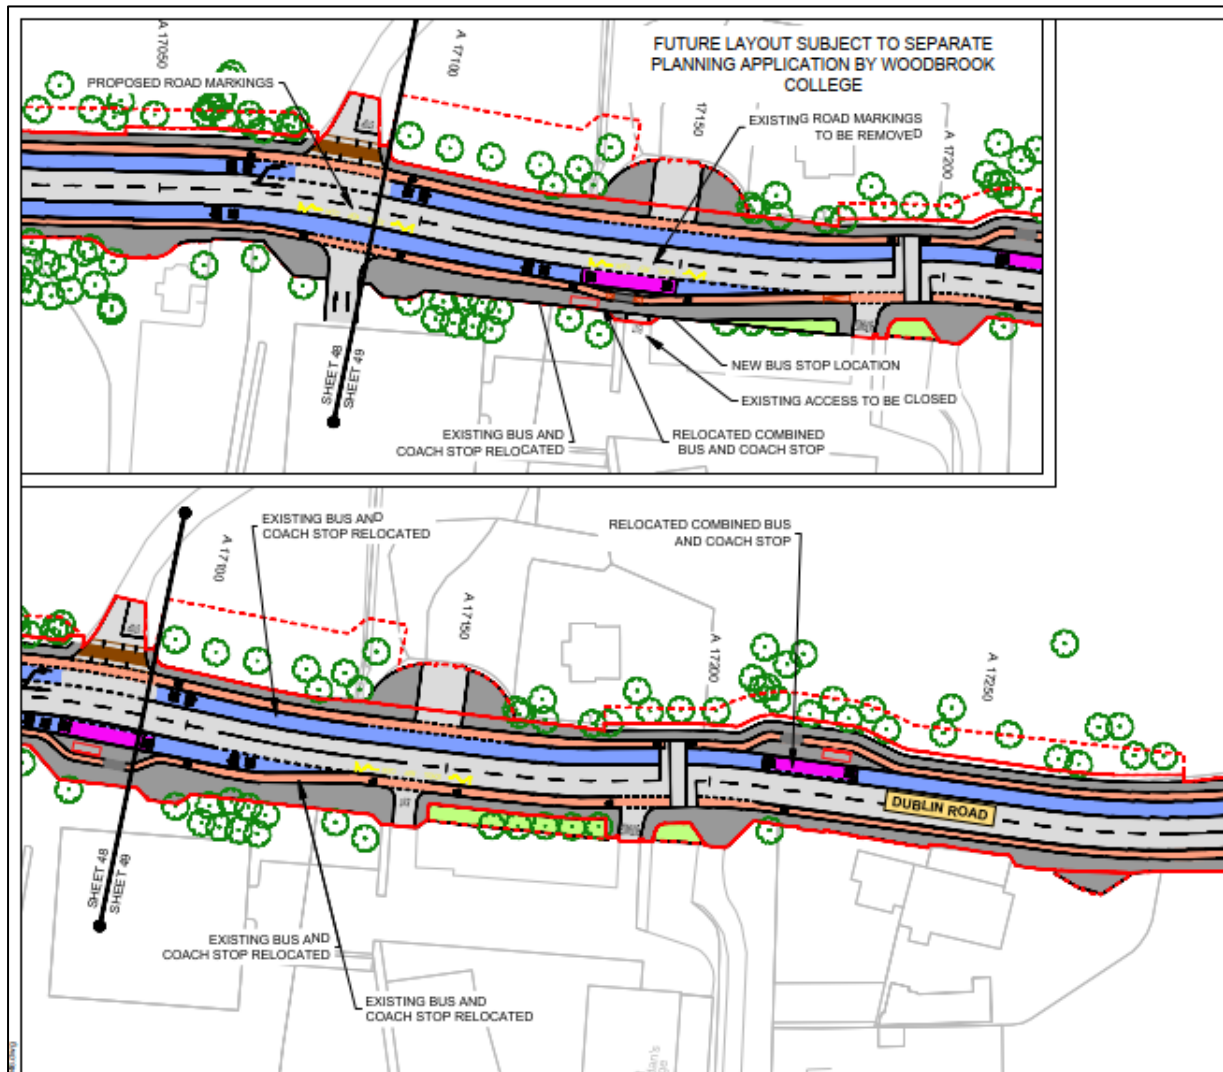 FUTURE LAYOUT SUBJECT TO SEPARATE
PLANNING APPLICATION BY WOODBROOK
COLLEGE
A 17050
A 17100
17150
A 17200
PROPOSED ROAD MARKINGS
EXISTING ROAD MARKINGS
TO BE REMOVED
SHEET 48
SHEET 49
NEW BUS STOP LOCATION
EXISTING ACCESS TO BE CLOSED
EXISTING BUS AND
COACH STOP RELOCATED
RELOCATED COMBINED
BUS AND COACH STOP
EXISTING BUS AND
COACH STOP RELOCATED
RELOCATED COMBINED BUS
AND COACH STOP
A 17100
A 17150
A 17200
A 17250
DUBLIN ROAD
SHEET 48
SHEET 49
EXISTING BUS AND
COACH STOP RELOCATED
EXISTING BUS AND
COACH STOP RELOCATED